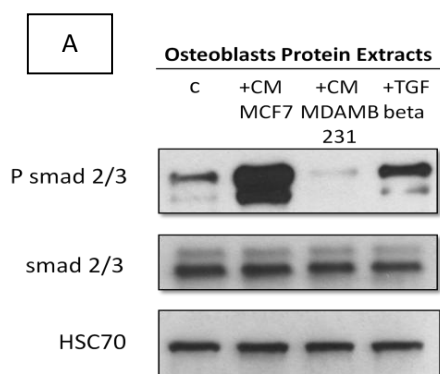 A
Osteoblasts Protein Extracts
c +CM +CM +TGF
MCF7 MDAMB beta
231
P smad 2/3
smad 2/3
HSC70